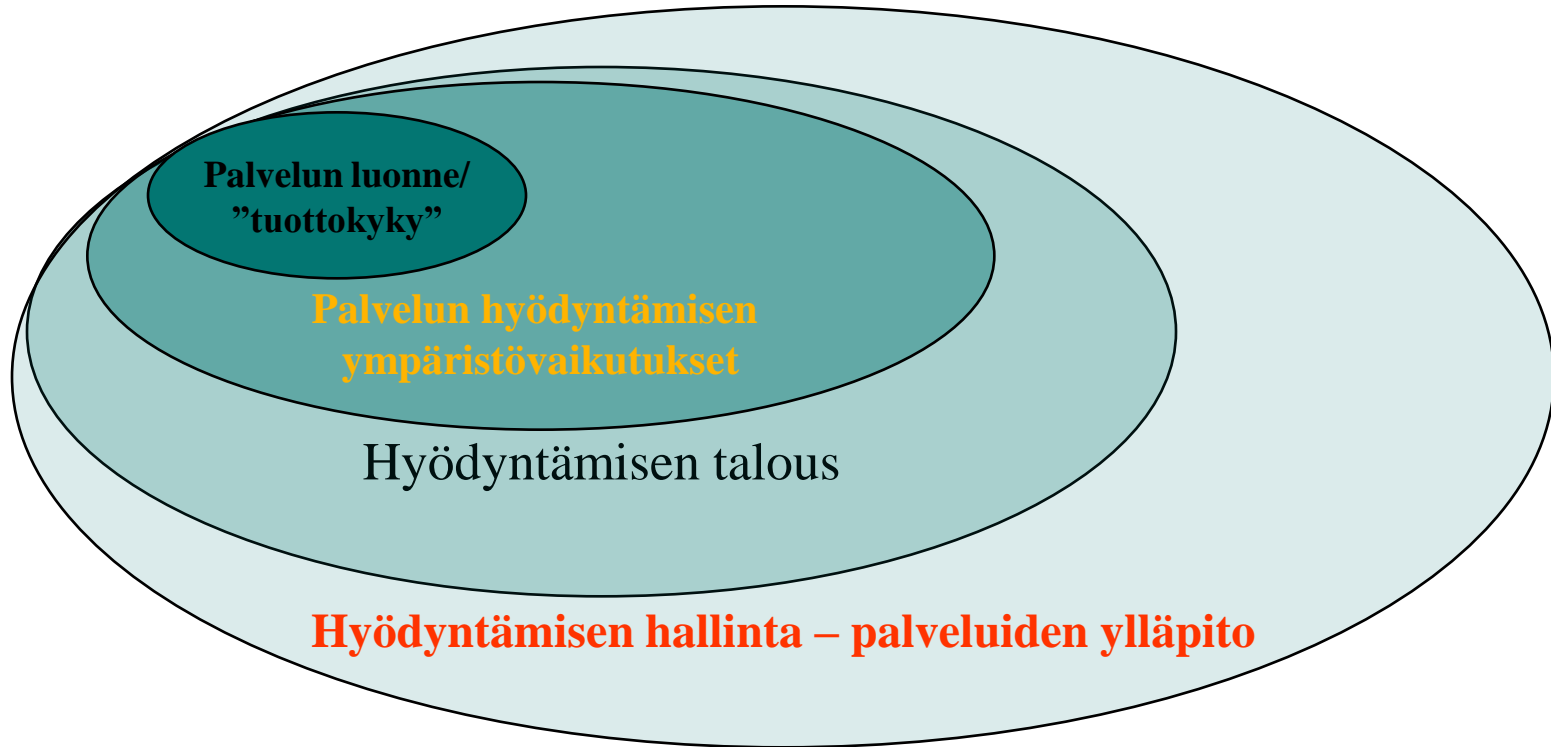 Palvelun luonne/
”tuottokyky”
Palvelun hyödyntämisen
ympäristövaikutukset
Hyödyntämisen talous
Hyödyntämisen hallinta – palveluiden ylläpito